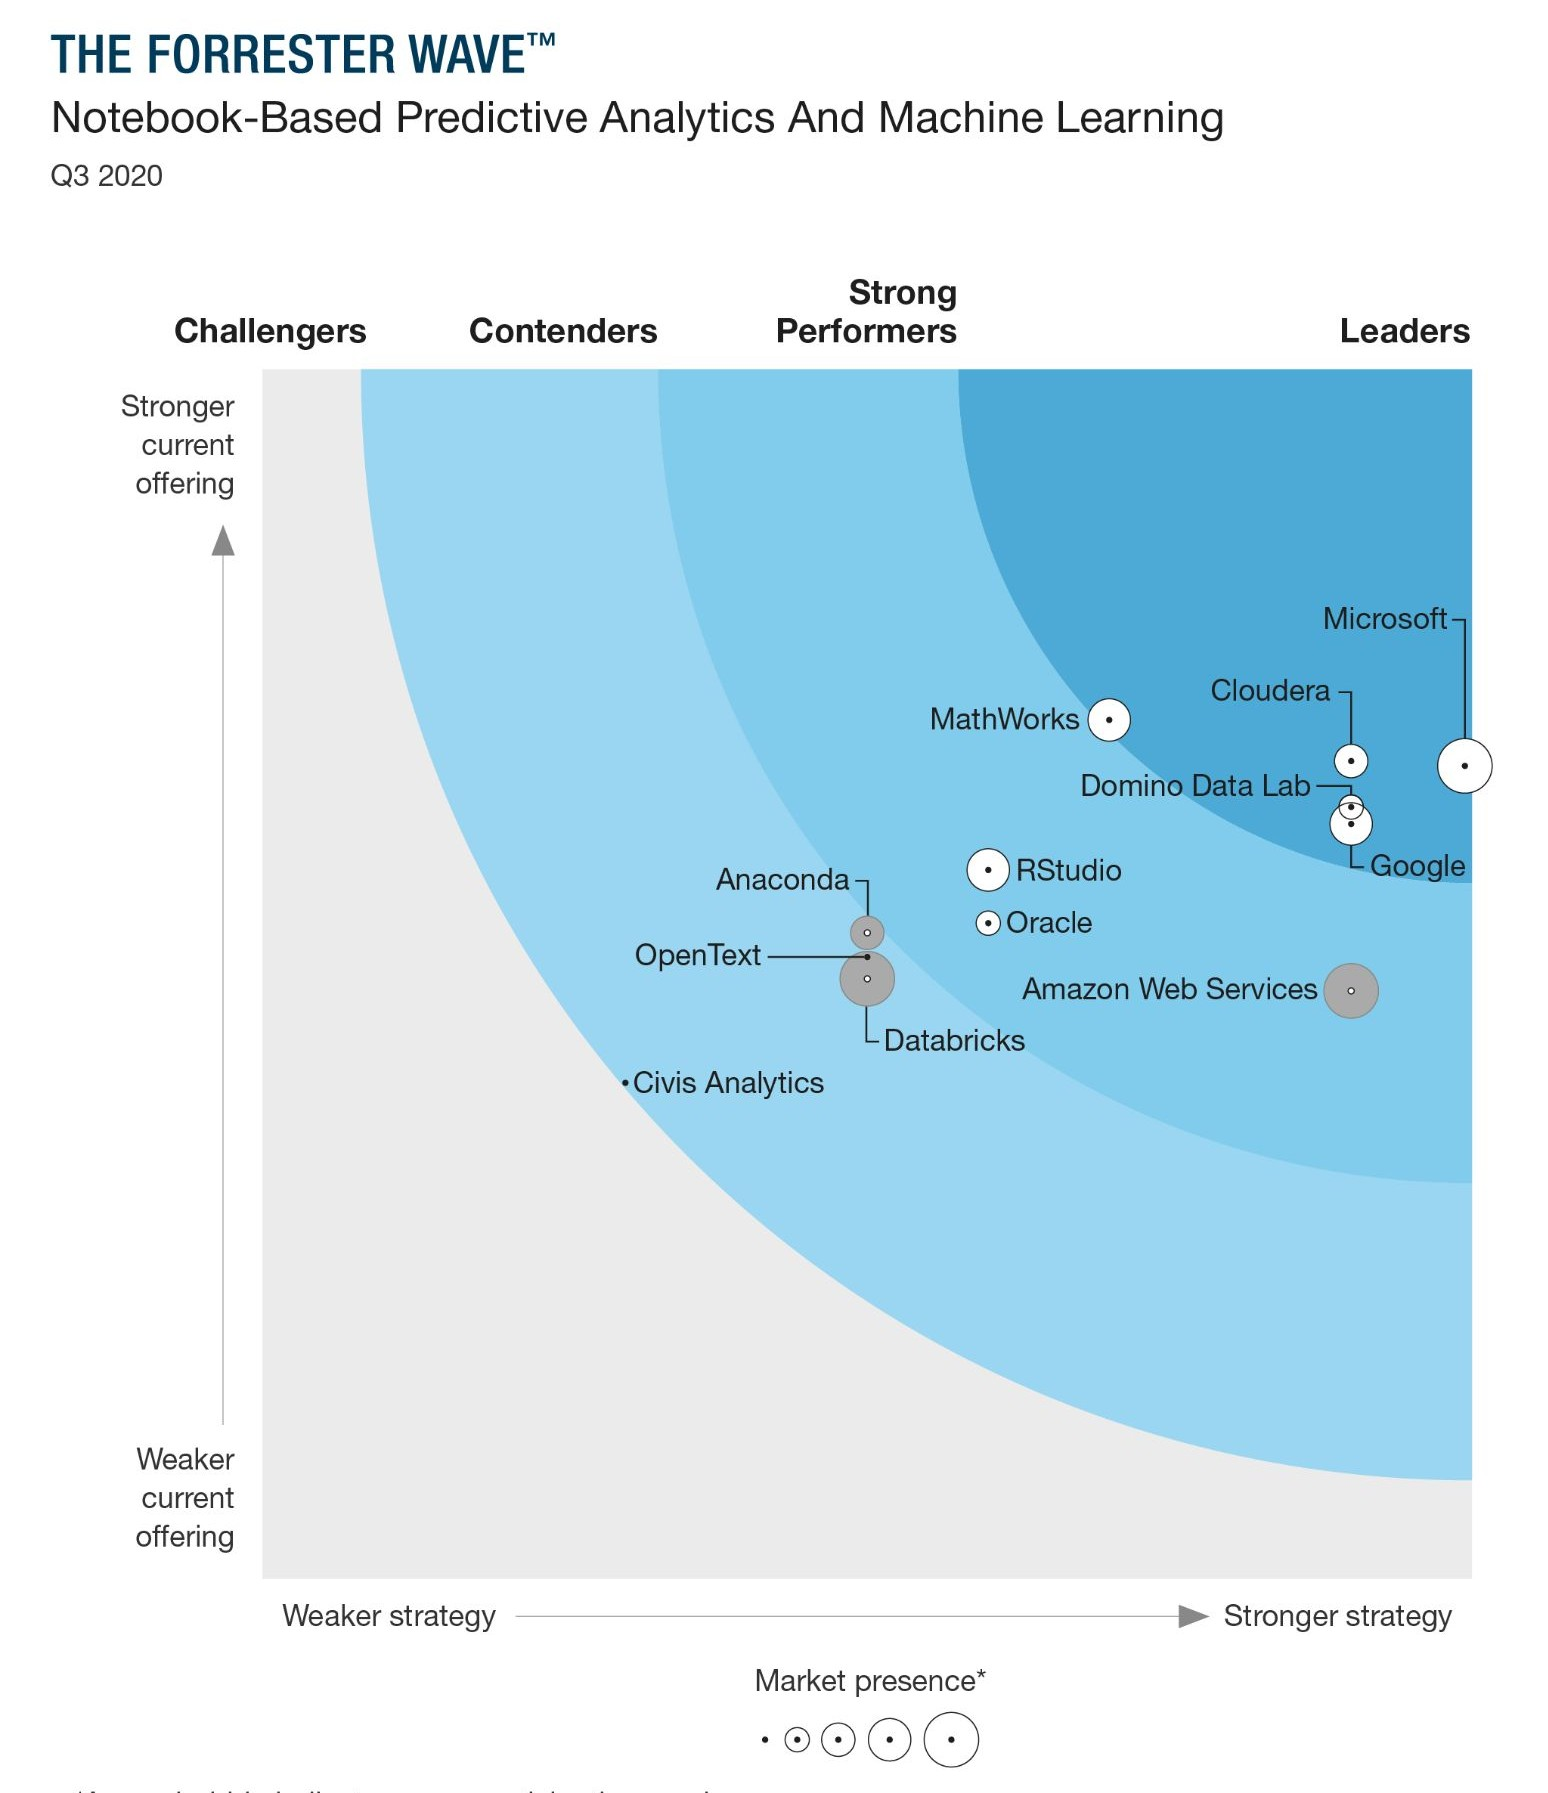 THE FORRESTER WAVE™
Notebook-Based Predictive Analytics And Machine Learning
Q3 2020
Challengers
Contenders
Strong
Performers
Leaders
Stronger
current
offering
Microsoft
Cloudera
MathWorks
Domino Data Lab
Google
RStudio
Anaconda
Oracle
OpenText
Amazon Web Services
Databricks
Civis Analytics
Weaker
current
offering
Weaker strategy
Stronger strategy
Market presence*